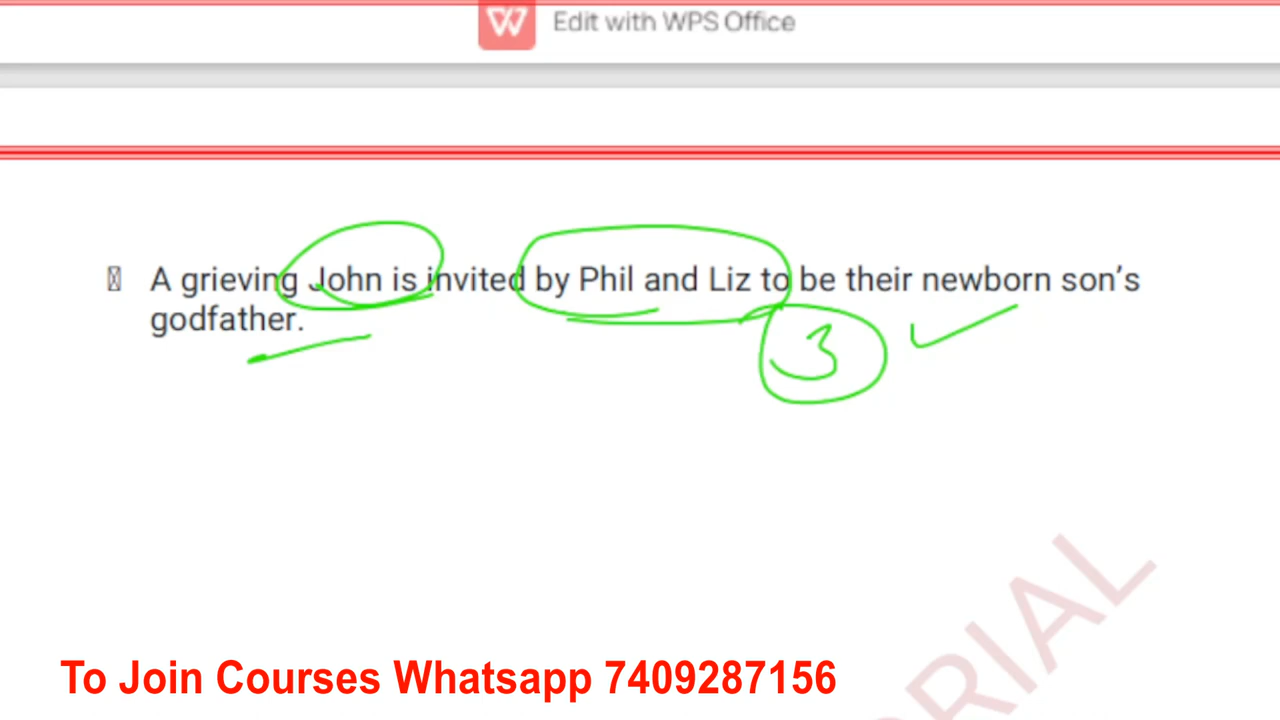 Edit with WPS Office
A grieving John is invited by Phil and Liz to be their newborn son’s
godfather.
3
RIAL
To Join Courses Whatsapp 7409287156